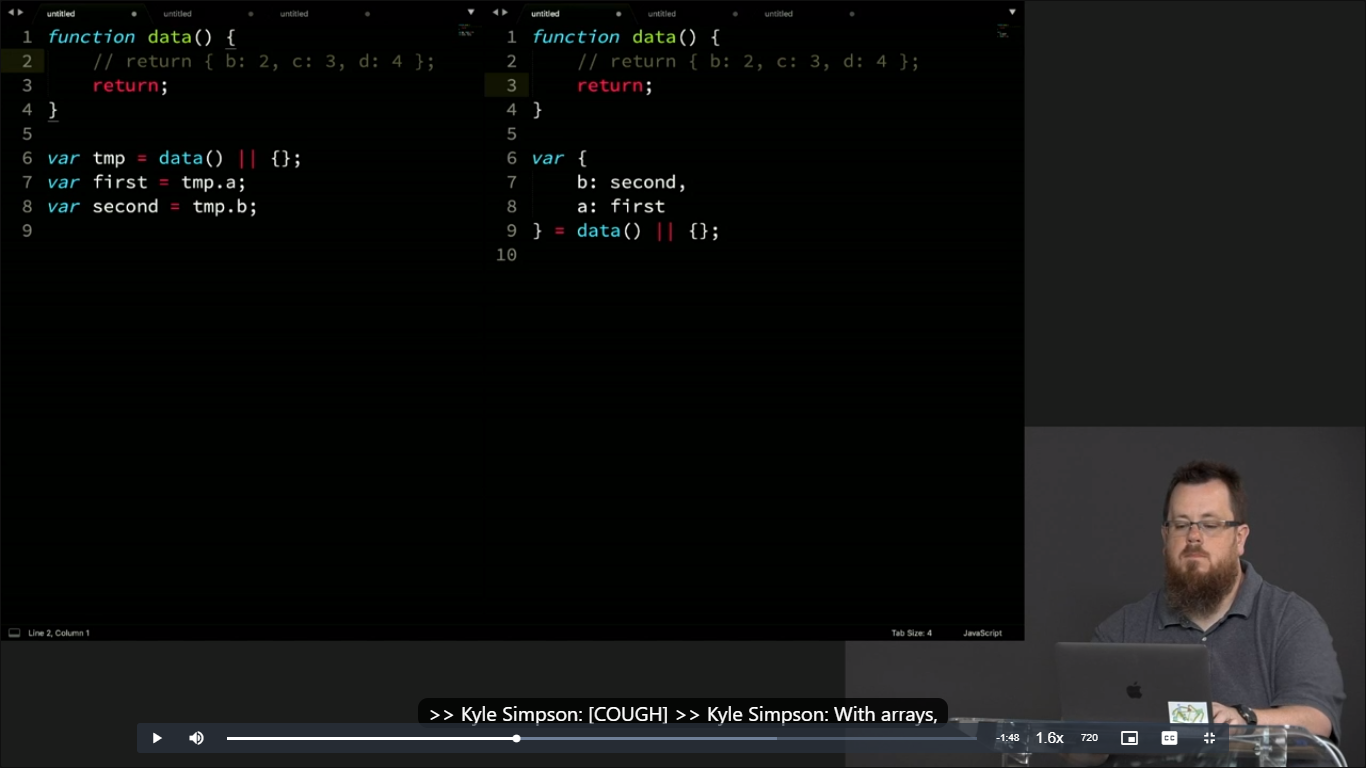 untitled untitled untitled
1 function data() {
2 // return { b: 2, c: 3, d: 4 };
3 return;
4 }
5
6 var tmp = data() || {};
7 var first = tmp.a;
8 var second = tmp.b;
9
untitled untitled untitled
1 function data() {
2 // return { b: 2, c: 3, d: 4 };
3 return;
4 }
5
6 var {
7 b: second,
8 a: first
9 } = data() || {};
10
Line 2, Column 1 Tab Size: 4 JavaScript
>> Kyle Simpson: [COUGH] >> Kyle Simpson: With arrays,
-1:48 1.6x 720 CC